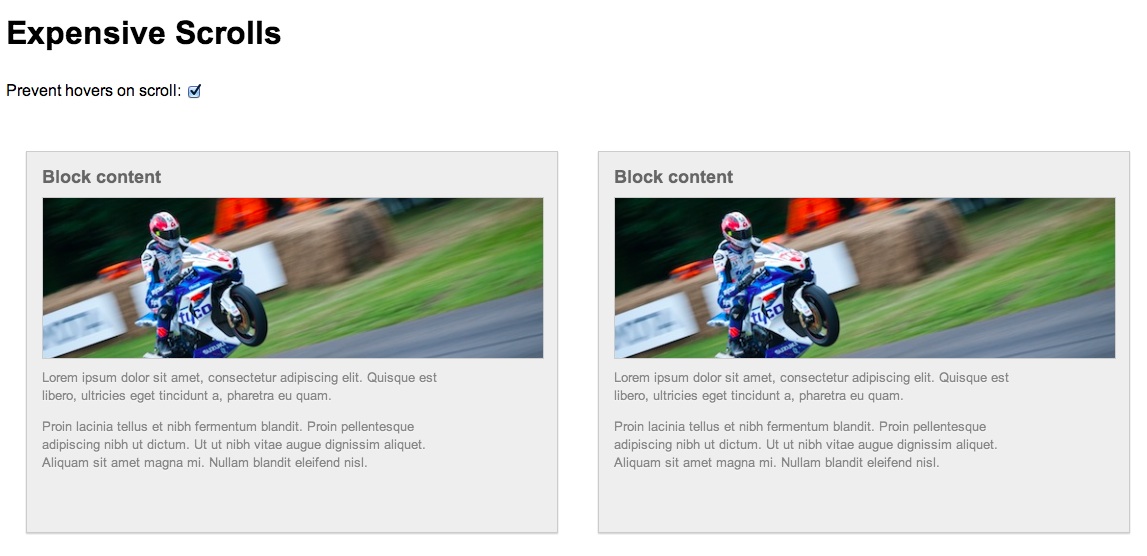 Expensive Scrolls
Prevent hovers on scroll:
Block content
tyco
SUZUKI
Lorem ipsum dolor sit amet, consectetur adipiscing elit. Quisque est
libero, ultricies eget tincidunt a, pharetra eu quam.
Proin lacinia tellus et nibh fermentum blandit. Proin pellentesque
adipiscing nibh ut dictum. Ut ut nibh vitae augue dignissim aliquet.
Aliquam sit amet magna mi. Nullam blandit eleifend nisl.
Block content
tyco
SUZUKI
Lorem ipsum dolor sit amet, consectetur adipiscing elit. Quisque est
libero, ultricies eget tincidunt a, pharetra eu quam.
Proin lacinia tellus et nibh fermentum blandit. Proin pellentesque
adipiscing nibh ut dictum. Ut ut nibh vitae augue dignissim aliquet.
Aliquam sit amet magna mi. Nullam blandit eleifend nisl.